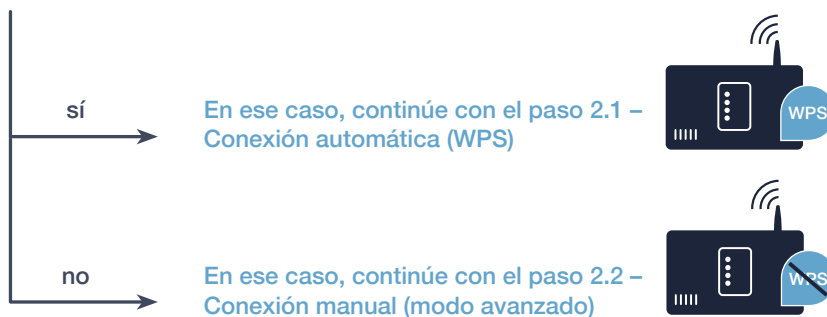 sí
En ese caso, continúe con el paso 2.1 –
Conexión automática (WPS)
WPS
no
En ese caso, continúe con el paso 2.2 –
Conexión manual (modo avanzado)
WPS